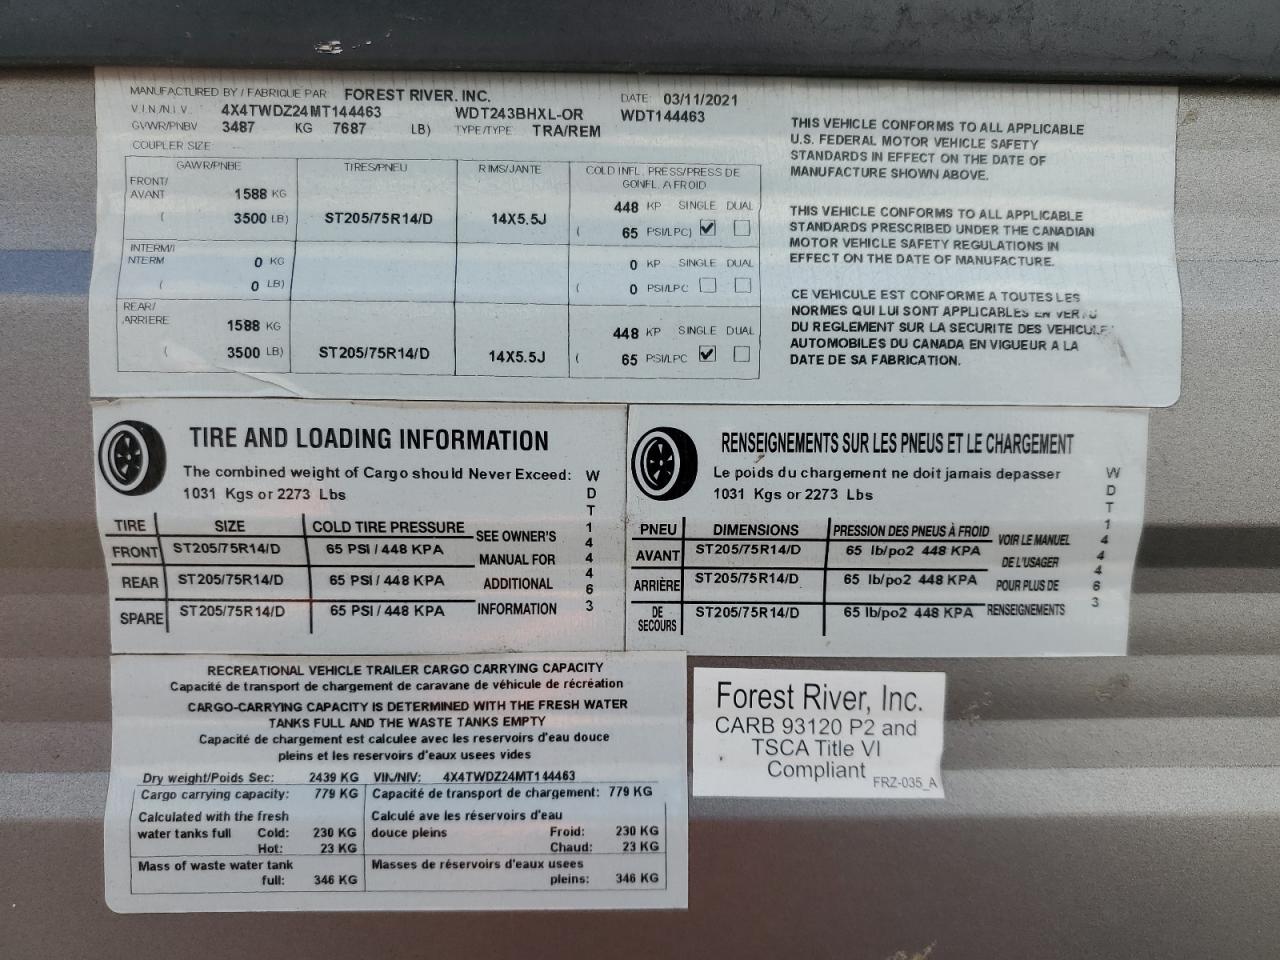 MANUFACTURED BY / FABRIQUE PAR: FOREST RIVER, INC. DATE: 03/11/2021
V.I.N./N.I.V. 4X4TWDZ24MT144463 WDT243BHXL-OR WDT144463
GVWR/PNBV 3487 KG 7687 LB) TYPE/TYPE TRA/REM
COUPLER SIZE
GAWR/PNBE TIRES/PNEU RIMS/JANTE COLD INFL. PRESS/PRESS DE
GONFL. A FROID
FRONT/
AVANT 1588 KG 448 KP SINGLE DUAL
( 3500 LB) ST205/75R14/D 14X5.5J ( 65 PSI/LPC)
INTERM/I
NTERM 0 KG 0 KP SINGLE DUAL
( 0 LB) ( 0 PSI/LPC
REAR/
ARRIERE 1588 KG 448 KP SINGLE DUAL
( 3500 LB) ST205/75R14/D 14X5.5J ( 65 PSI/LPC
THIS VEHICLE CONFORMS TO ALL APPLICABLE
U.S. FEDERAL MOTOR VEHICLE SAFETY
STANDARDS IN EFFECT ON THE DATE OF
MANUFACTURE SHOWN ABOVE.
THIS VEHICLE CONFORMS TO ALL APPLICABLE
STANDARDS PRESCRIBED UNDER THE CANADIAN
MOTOR VEHICLE SAFETY REGULATIONS IN
EFFECT ON THE DATE OF MANUFACTURE.
CE VEHICULE EST CONFORME A TOUTES LES
NORMES QUI LUI SONT APPLICABLES EN VERTU
DU REGLEMENT SUR LA SECURITE DES VEHICULES
AUTOMOBILES DU CANADA EN VIGUEUR A LA
DATE DE SA FABRICATION.
TIRE AND LOADING INFORMATION
The combined weight of Cargo should Never Exceed:
1031 Kgs or 2273 Lbs
TIRE SIZE COLD TIRE PRESSURE SEE OWNER'S
FRONT ST205/75R14/D 65 PSI / 448 KPA MANUAL FOR
REAR ST205/75R14/D 65 PSI / 448 KPA ADDITIONAL
SPARE ST205/75R14/D 65 PSI / 448 KPA INFORMATION
WDT144463
RENSEIGNEMENTS SUR LES PNEUS ET LE CHARGEMENT
Le poids du chargement ne doit jamais depasser
1031 Kgs or 2273 Lbs
PNEU DIMENSIONS PRESSION DES PNEUS À FROID VOIR LE MANUEL
AVANT ST205/75R14/D 65 lb/po2 448 KPA DE L'USAGER
ARRIÈRE ST205/75R14/D 65 lb/po2 448 KPA POUR PLUS DE
DE
SECOURS ST205/75R14/D 65 lb/po2 448 KPA RENSEIGNEMENTS
WDT144463
RECREATIONAL VEHICLE TRAILER CARGO CARRYING CAPACITY
Capacité de transport de chargement de caravane de véhicule de récréation
CARGO-CARRYING CAPACITY IS DETERMINED WITH THE FRESH WATER
TANKS FULL AND THE WASTE TANKS EMPTY
Capacité de chargement est calculee avec les reservoirs d'eau douce
pleins et les reservoirs d'eaux usees vides
Dry weight/Poids Sec: 2439 KG VIN/NIV: 4X4TWDZ24MT144463
Cargo carrying capacity: 779 KG Capacité de transport de chargement: 779 KG
Calculated with the fresh Calculé ave les réservoirs d'eau
water tanks full Cold: 230 KG douce pleins Froid: 230 KG
Hot: 23 KG Chaud: 23 KG
Mass of waste water tank Masses de réservoirs d'eaux usees
full: 346 KG pleins: 346 KG
Forest River, Inc.
CARB 93120 P2 and
TSCA Title VI
Compliant
FRZ-035_A